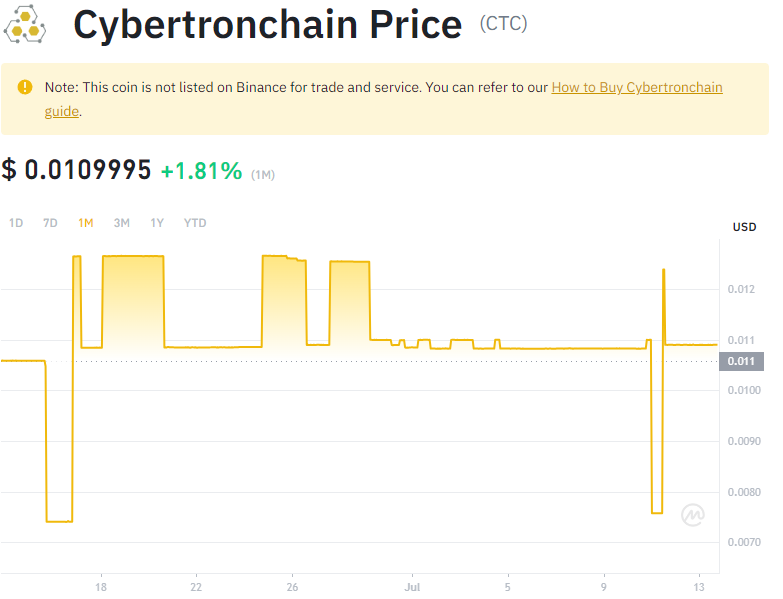 Cybertronchain Price (CTC)
Note: This coin is not listed on Binance for trade and service. You can refer to our How to Buy Cybertronchain
guide.
$ 0.0109995 +1.81% (1M)
1D 7D 1M 3M 1Y YTD
USD
0.012
0.011
0.011
0.0100
0.0090
0.0080
0.0070
18 22 26 Jul 5 9 13